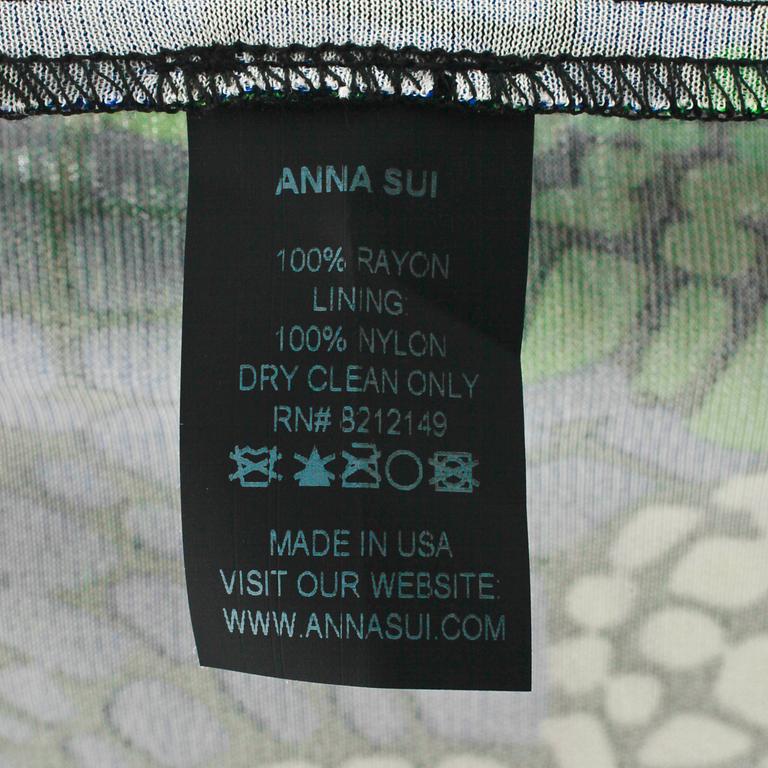 ANNA SUI
100% RAYON
LINING:
100% NYLON
DRY CLEAN ONLY
RN# 8212149
MADE IN USA
VISIT OUR WEBSITE:
WWW.ANNASUI.COM